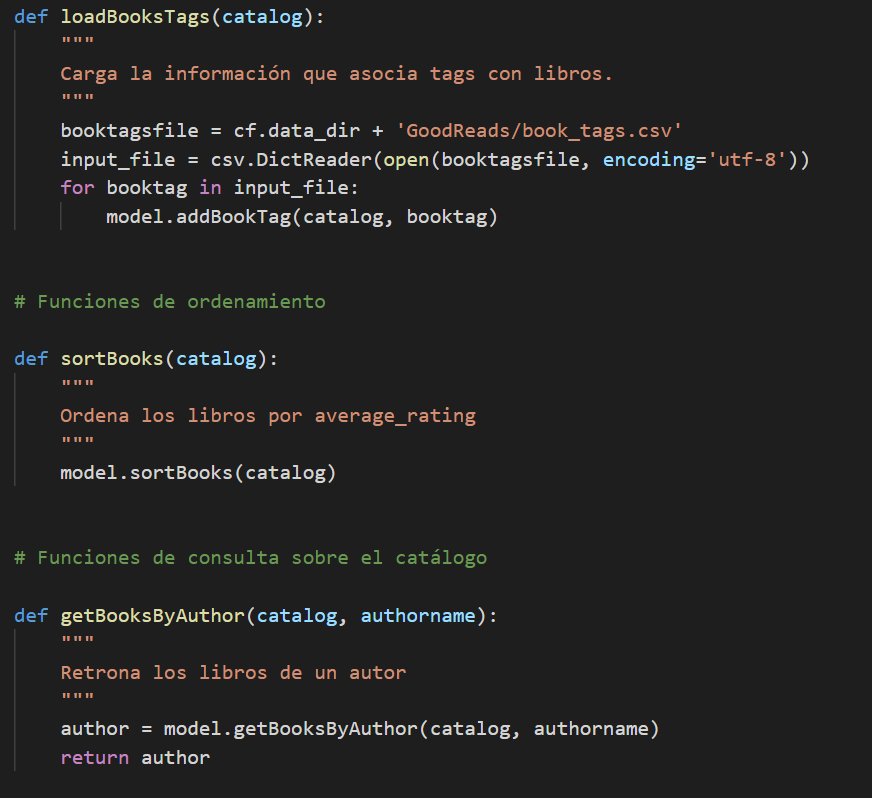 def loadBooksTags(catalog):
    """
    Carga la información que asocia tags con libros.
    """
    booktagsfile = cf.data_dir + 'GoodReads/book_tags.csv'
    input_file = csv.DictReader(open(booktagsfile, encoding='utf-8'))
    for booktag in input_file:
        model.addBookTag(catalog, booktag)
# Funciones de ordenamiento
def sortBooks(catalog):
    """
    Ordena los libros por average_rating
    """
    model.sortBooks(catalog)
# Funciones de consulta sobre el catálogo
def getBooksByAuthor(catalog, authorname):
    """
    Retrona los libros de un autor
    """
    author = model.getBooksByAuthor(catalog, authorname)
    return author